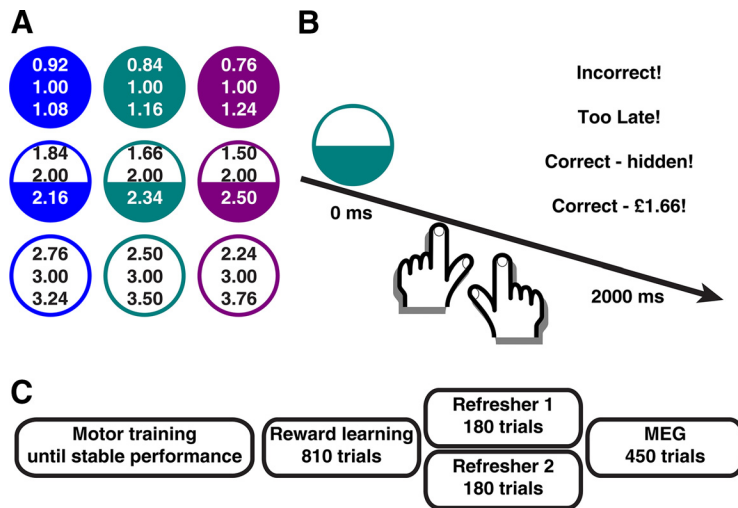 A
0.92
1.00
1.08
0.84
1.00
1.16
0.76
1.00
1.24
1.84
2.00
2.16
1.66
2.00
2.34
1.50
2.00
2.50
2.76
3.00
3.24
2.50
3.00
3.50
2.24
3.00
3.76
B
Incorrect!
Too Late!
Correct - hidden!
Correct - £1.66!
0 ms
2000 ms
C
Motor training
until stable performance
Reward learning
810 trials
Refresher 1
180 trials
Refresher 2
180 trials
MEG
450 trials